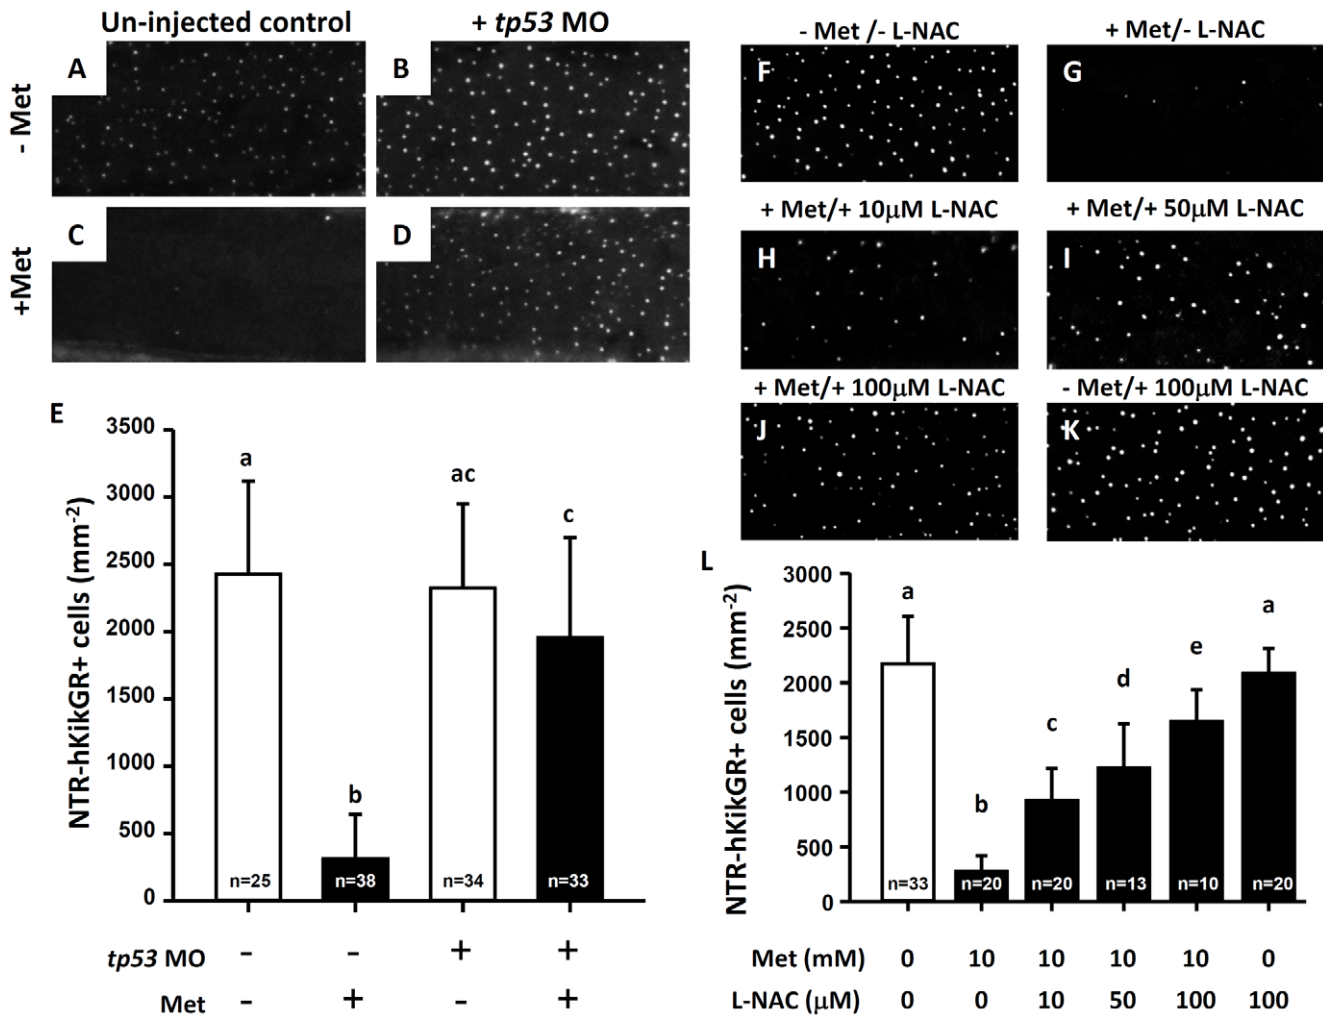 Un-injected control
+ tp53 MO
- Met
A
B
+Met
C
D
E
NTR-hKikGR+ cells (mm-2)
3500
3000
2500
2000
1500
1000
500
0
a
b
ac
c
n=25
n=38
n=34
n=33
tp53 MO - - + +
Met - + - +
- Met /- L-NAC
+ Met/- L-NAC
F
G
+ Met/+ 10μM L-NAC
+ Met/+ 50μM L-NAC
H
I
+ Met/+ 100μM L-NAC
- Met/+ 100μM L-NAC
J
K
L
NTR-hKikGR+ cells (mm-2)
3000
2500
2000
1500
1000
500
0
a
b
c
d
e
a
n=33
n=20
n=20
n=13
n=10
n=20
Met (mM) 0 10 10 10 10 0
L-NAC (μM) 0 0 10 50 100 100